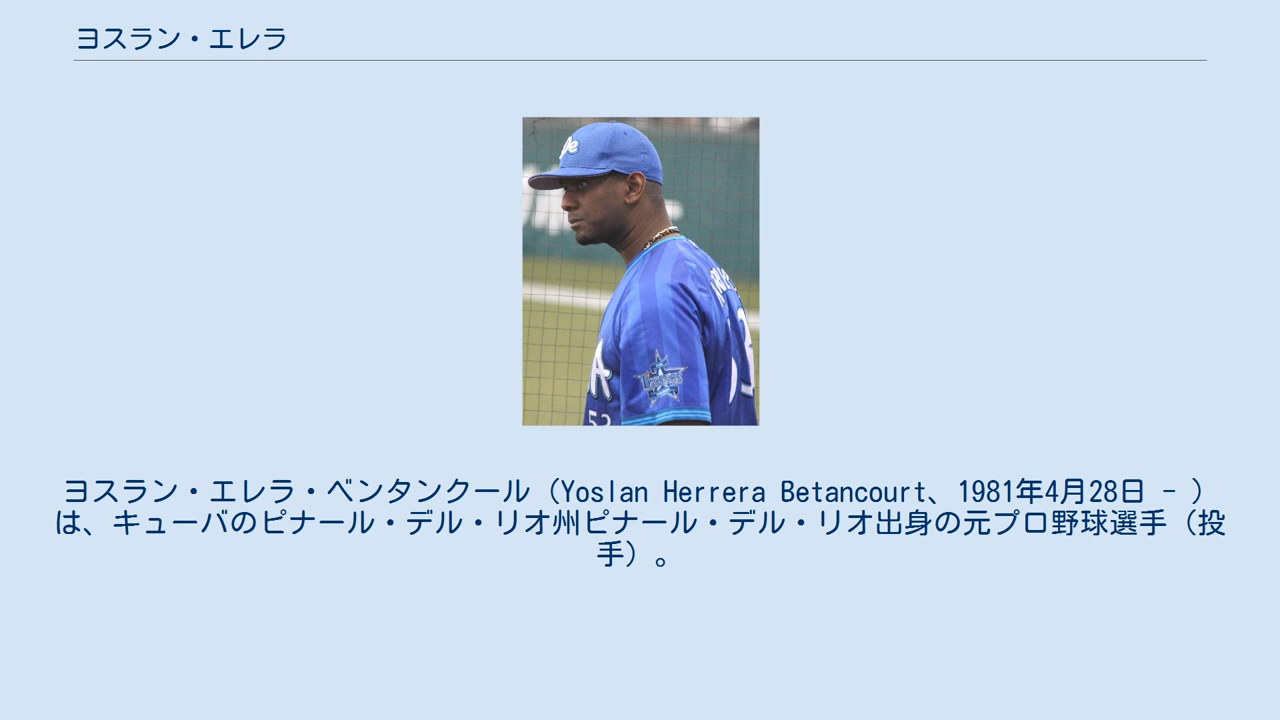 ヨスラン・エレラ
ヨスラン・エレラ・ベンタンクール（Yoslan Herrera Betancourt、1981年4月28日 - ）
は、キューバのピナール・デル・リオ州ピナール・デル・リオ出身の元プロ野球選手（投
手）。